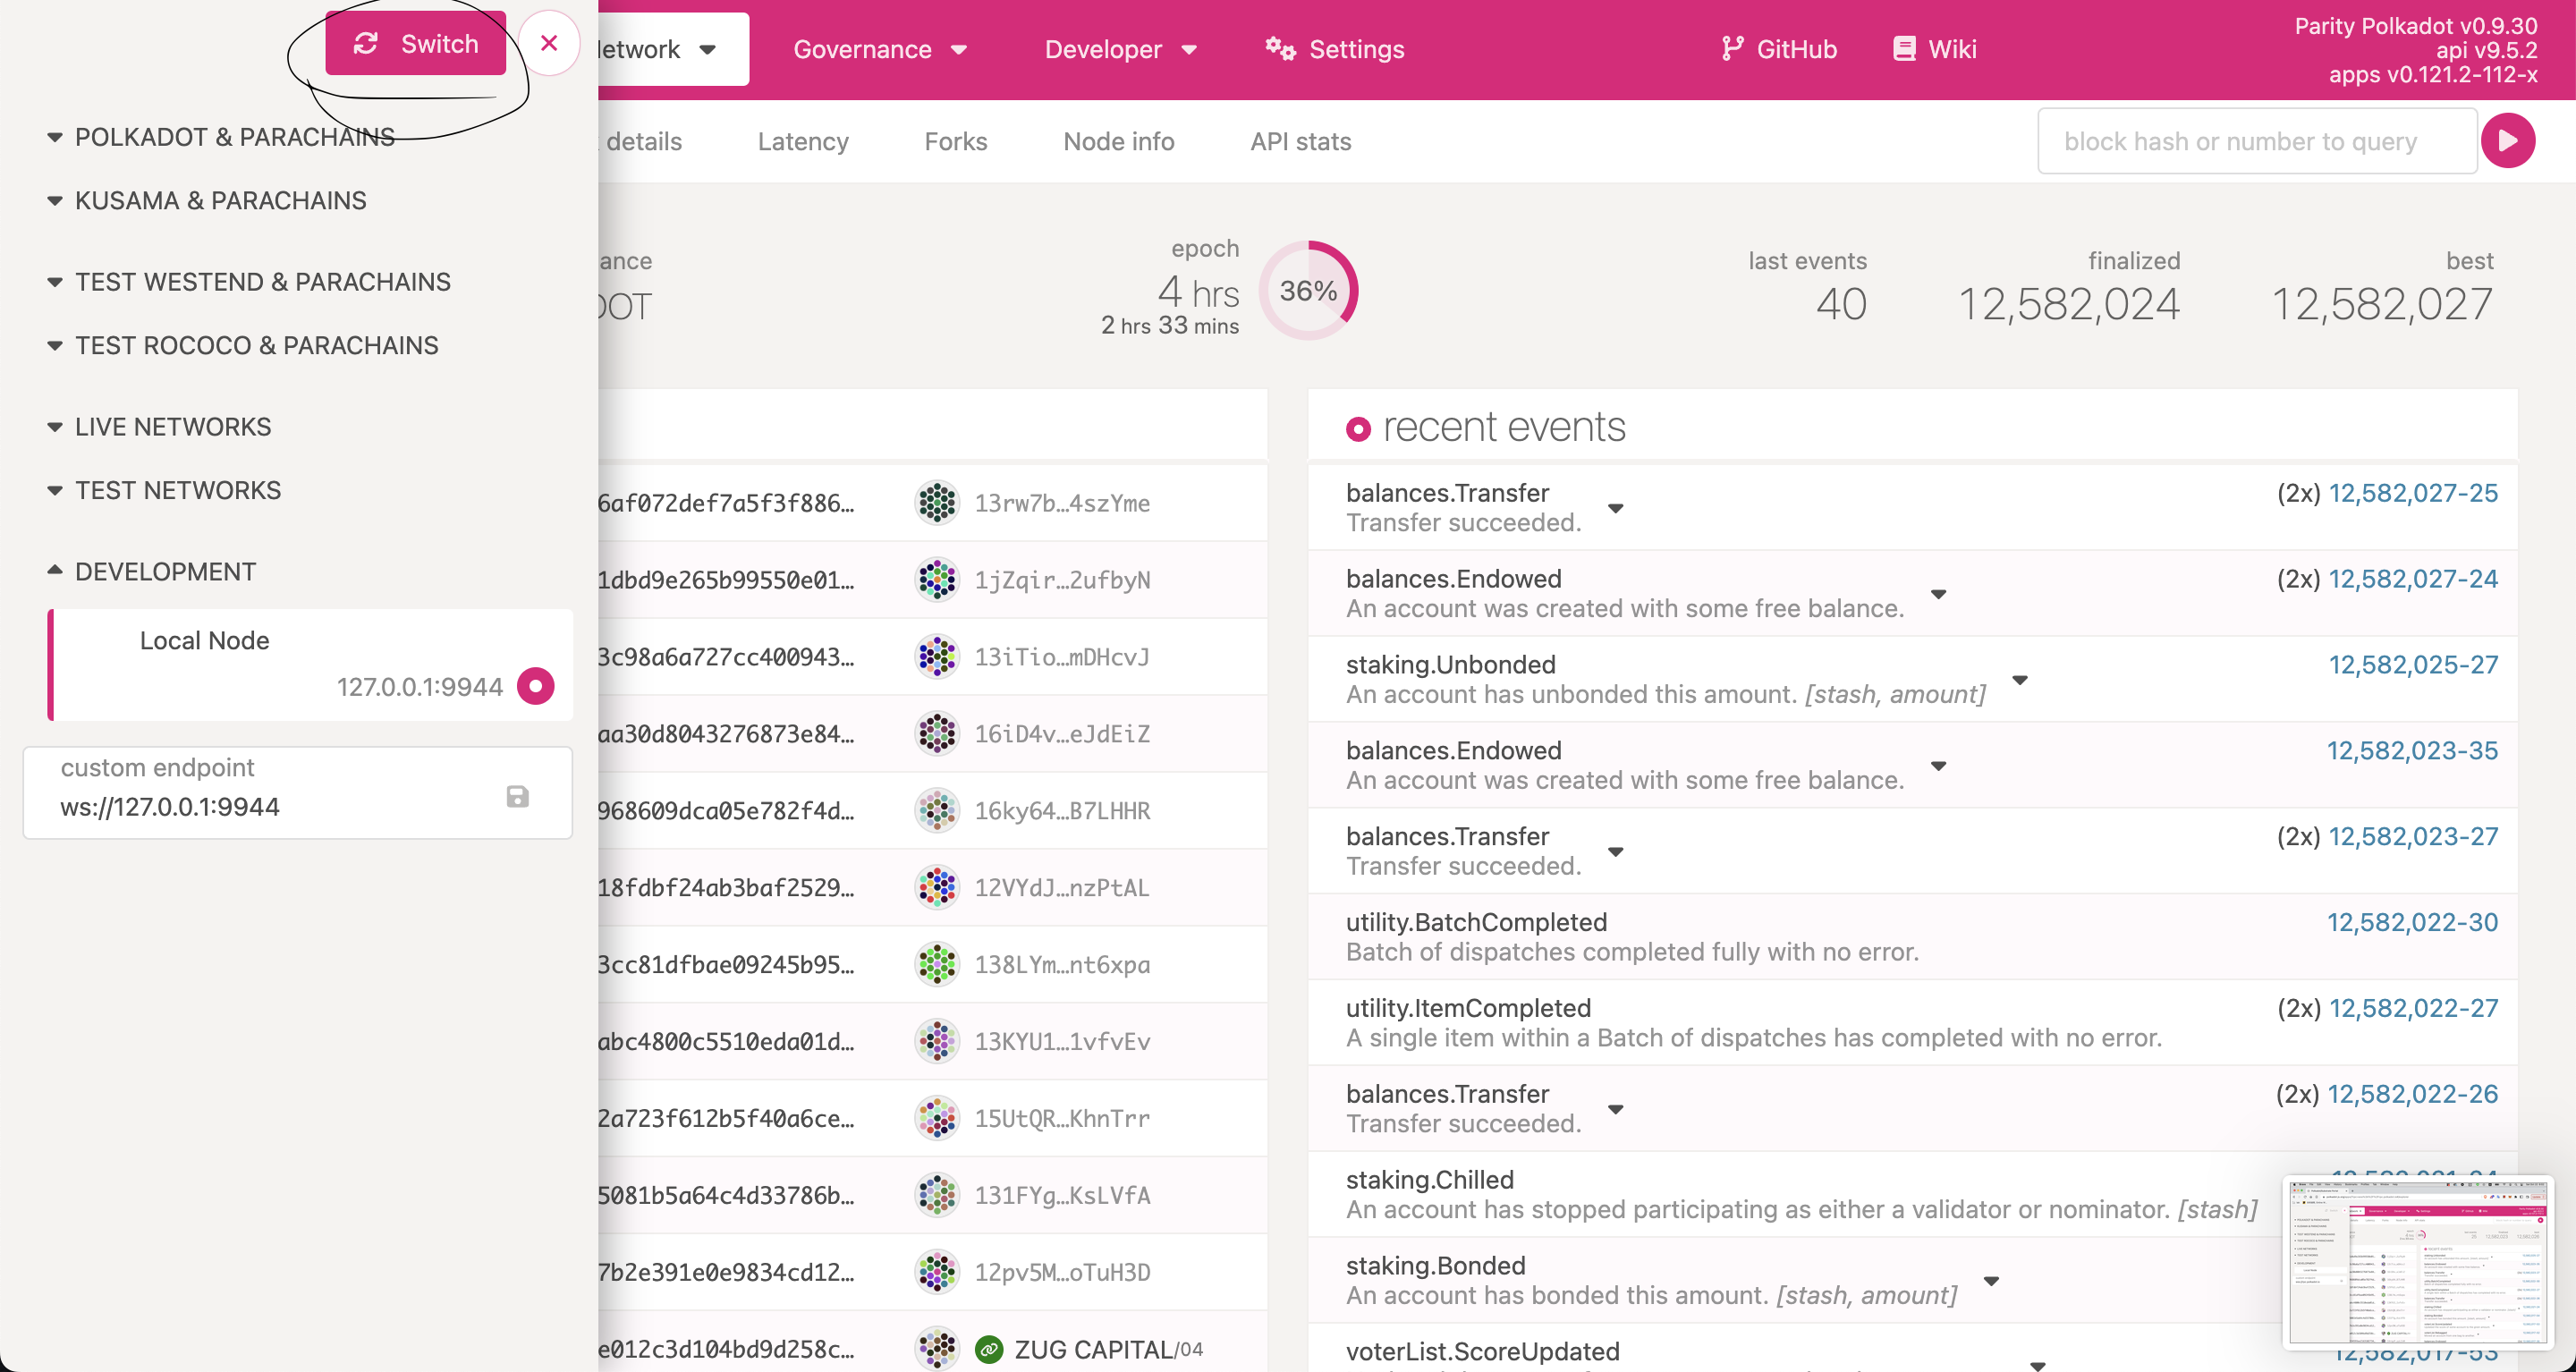 Switch
etwork
Governance
Developer
Settings
GitHub
Wiki
Parity Polkadot v0.9.30
api v9.5.2
apps v0.121.2-112-x
POLKADOT & PARACHAINS
KUSAMA & PARACHAINS
TEST WESTEND & PARACHAINS
TEST ROCOCO & PARACHAINS
LIVE NETWORKS
TEST NETWORKS
DEVELOPMENT
Local Node
127.0.0.1:9944
custom endpoint
ws://127.0.0.1:9944
details
Latency
Forks
Node info
API stats
block hash or number to query
ance
DOT
epoch
4 hrs
2 hrs 33 mins
36%
last events
40
finalized
12,582,024
best
12,582,027
6af072def7a5f3f886… 13rw7b…4szYme
1dbd9e265b99550e01… 1jZqir…2ufbyN
3c98a6a727cc400943… 13iTio…mDHcvJ
aa30d8043276873e84… 16iD4v…eJdEiZ
968609dca05e782f4d… 16ky64…B7LHHR
18fdbf24ab3baf2529… 12VYdJ…nzPtAL
3cc81dfbae09245b95… 138LYm…nt6xpa
abc4800c5510eda01d… 13KYU1…1vfvEv
2a723f612b5f40a6ce… 15UtQR…KhnTrr
5081b5a64c4d33786b… 131FYg…KsLVfA
7b2e391e0e9834cd12… 12pv5M…oTuH3D
e012c3d104bd9d258c… ZUG CAPITAL/04
recent events
balances.Transfer (2x) 12,582,027-25
Transfer succeeded.
balances.Endowed (2x) 12,582,027-24
An account was created with some free balance.
staking.Unbonded 12,582,025-27
An account has unbonded this amount. [stash, amount]
balances.Endowed 12,582,023-35
An account was created with some free balance.
balances.Transfer (2x) 12,582,023-27
Transfer succeeded.
utility.BatchCompleted 12,582,022-30
Batch of dispatches completed fully with no error.
utility.ItemCompleted (2x) 12,582,022-27
A single item within a Batch of dispatches has completed with no error.
balances.Transfer (2x) 12,582,022-26
Transfer succeeded.
staking.Chilled
An account has stopped participating as either a validator or nominator. [stash]
staking.Bonded
An account has bonded this amount. [stash, amount]
voterList.ScoreUpdated 12,582,017-53